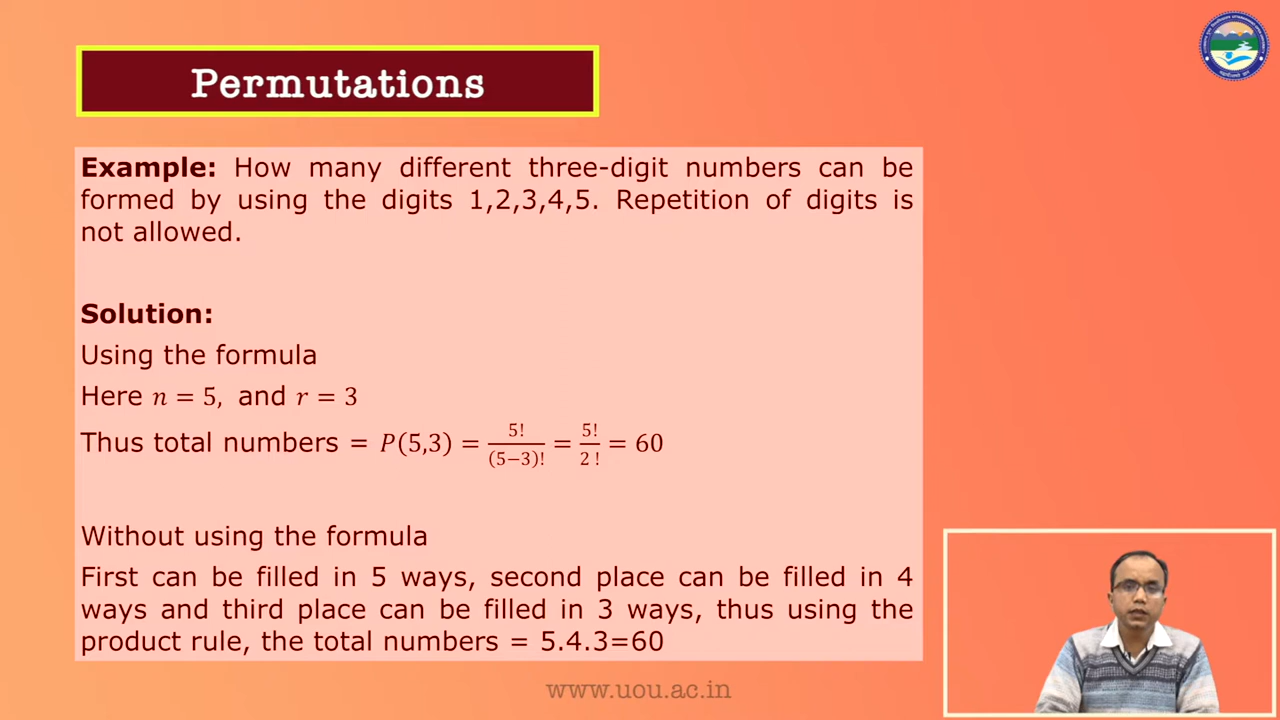 Permutations
Example: How many different three-digit numbers can be
formed by using the digits 1,2,3,4,5. Repetition of digits is
not allowed.
Solution:
Using the formula
Here n = 5, and r = 3
Thus total numbers = P(5,3) = 5!/(5−3)! = 5!/2 ! = 60
Without using the formula
First can be filled in 5 ways, second place can be filled in 4
ways and third place can be filled in 3 ways, thus using the
product rule, the total numbers = 5.4.3=60
www.uou.ac.in